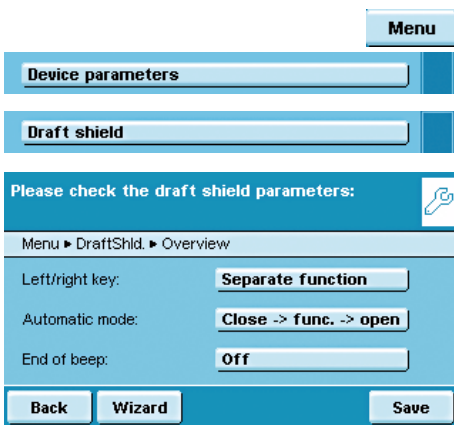 Menu
Device parameters
Draft shield
Please check the draft shield parameters:
Menu ▸ DraftShld. ▸ Overview
Left/right key: Separate function
Automatic mode: Close -> func. -> open
End of beep: Off
Back Wizard Save